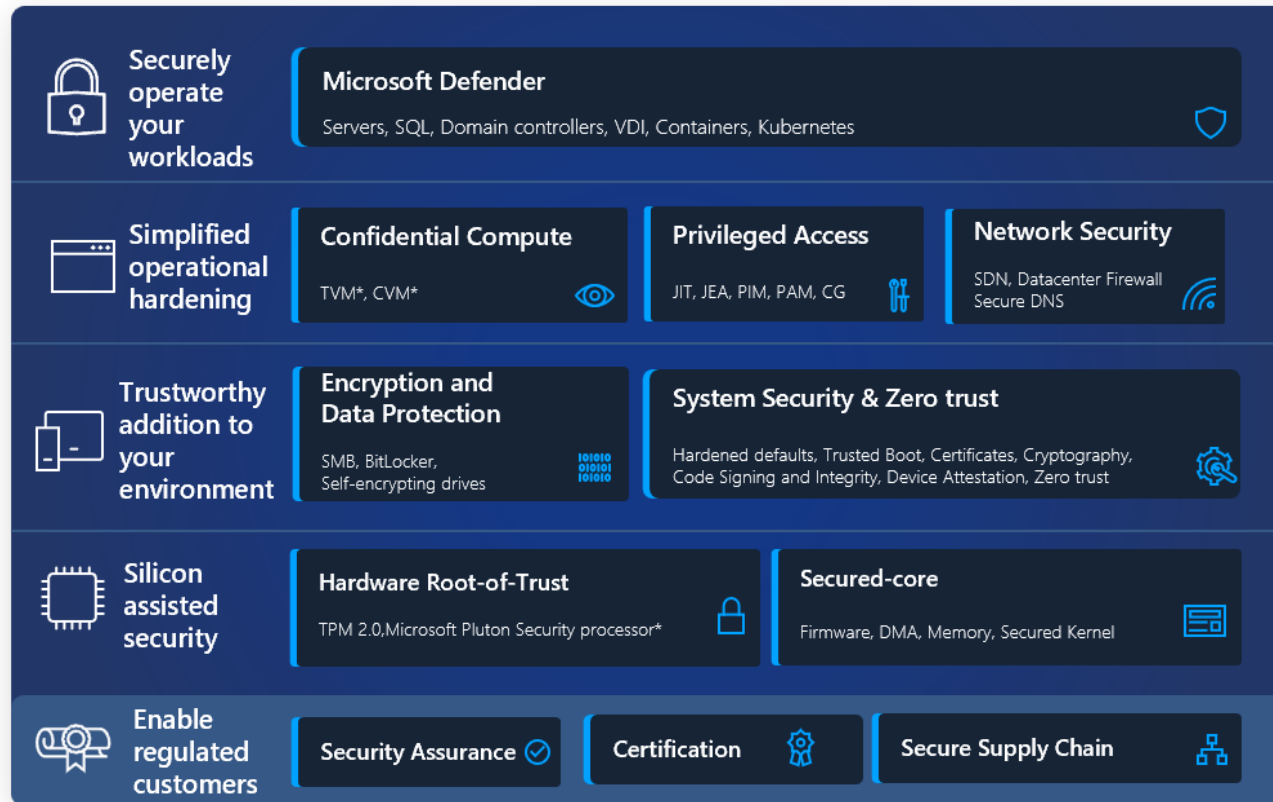 Securely
operate
your
workloads
Microsoft Defender
Servers, SQL, Domain controllers, VDI, Containers, Kubernetes
Simplified
operational
hardening
Confidential Compute
TVM*, CVM*
Privileged Access
JIT, JEA, PIM, PAM, CG
Network Security
SDN, Datacenter Firewall
Secure DNS
Trustworthy
addition to
your
environment
Encryption and
Data Protection
SMB, BitLocker,
Self-encrypting drives
101010
010101
101010
System Security & Zero trust
Hardened defaults, Trusted Boot, Certificates, Cryptography,
Code Signing and Integrity, Device Attestation, Zero trust
Silicon
assisted
security
Hardware Root-of-Trust
TPM 2.0,Microsoft Pluton Security processor*
Secured-core
Firmware, DMA, Memory, Secured Kernel
Enable
regulated
customers
Security Assurance
Certification
Secure Supply Chain